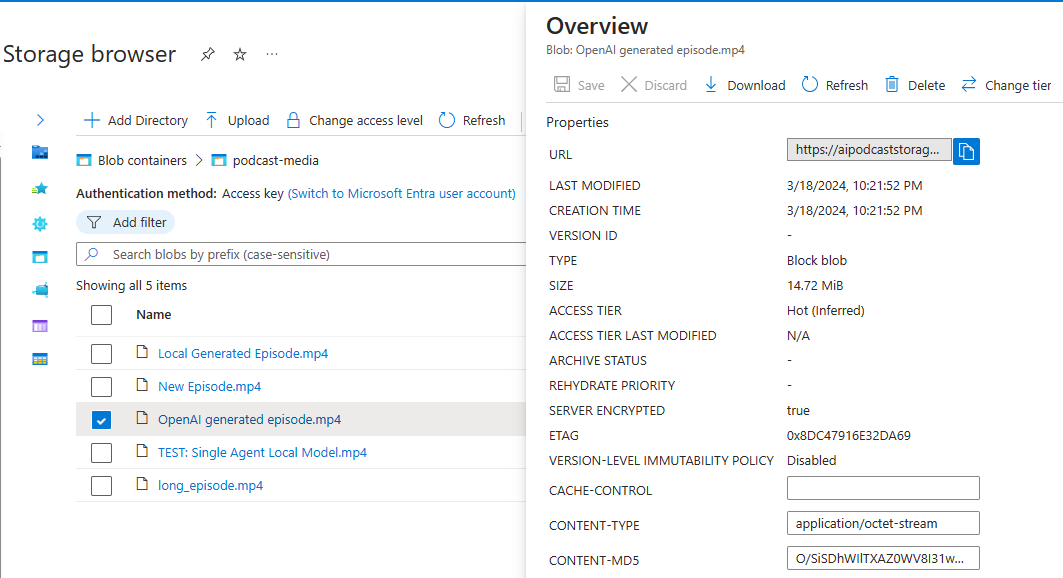 Storage browser
Add Directory Upload Change access level Refresh
Blob containers > podcast-media
Authentication method: Access key (Switch to Microsoft Entra user account)
Add filter
Search blobs by prefix (case-sensitive)
Showing all 5 items
Name
Local Generated Episode.mp4
New Episode.mp4
OpenAI generated episode.mp4
TEST: Single Agent Local Model.mp4
long_episode.mp4
Overview
Blob: OpenAI generated episode.mp4
Save Discard Download Refresh Delete Change tier
Properties
URL https://aipodcaststorag...
LAST MODIFIED 3/18/2024, 10:21:52 PM
CREATION TIME 3/18/2024, 10:21:52 PM
VERSION ID -
TYPE Block blob
SIZE 14.72 MiB
ACCESS TIER Hot (Inferred)
ACCESS TIER LAST MODIFIED N/A
ARCHIVE STATUS -
REHYDRATE PRIORITY -
SERVER ENCRYPTED true
ETAG 0x8DC47916E32DA69
VERSION-LEVEL IMMUTABILITY POLICY Disabled
CACHE-CONTROL
CONTENT-TYPE application/octet-stream
CONTENT-MD5 O/SiSDhWIlTXAZ0WV8I31w...